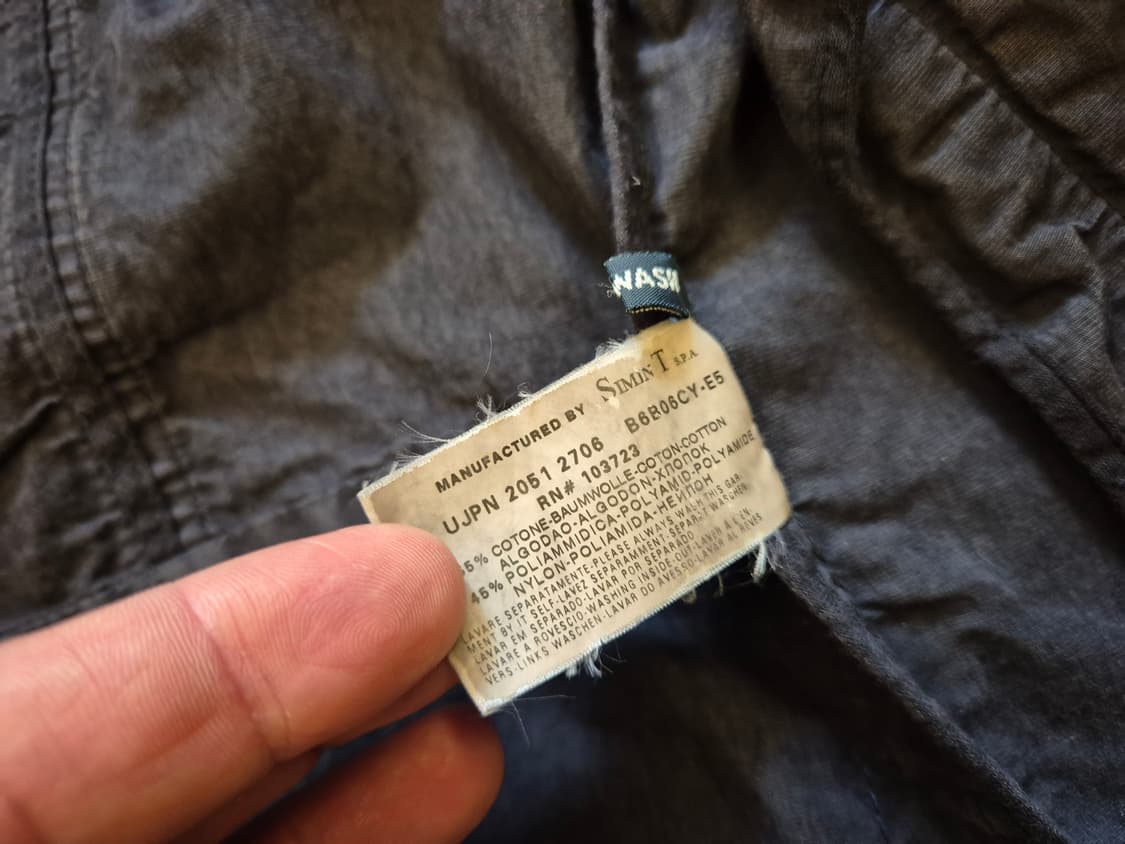 WASH
MANUFACTURED BY SIMINT S.P.A.
UJPN 2051 2706 B6B06CY-E5
RN# 103723
5% COTONE-BAUMWOLLE-COTON-COTTON
ALGODAO-ALGODON-ХЛОПОК
45% POLIAMMIDICA-POLYAMID-POLYAMIDE
NYLON-POLIAMIDA-НЕЙЛОН
LAVARE SEPARATAMENTE-PLEASE ALWAYS WASH THIS GAR
MENT BY IT SELF-LAVEZ SEPARAMMENT-SEPARAT WASCHEN
LAVAR EM SEPARADO-LAVAR POR SEPARADO
LAVARE A ROVESCIO-WASHING INSIDE-OUT-LAVER A L'EN
VERS-LINKS WASCHEN-LAVAR DO AVESSO-LAVAR AL REVES